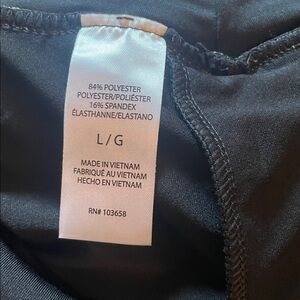 84% POLYESTER
POLYESTER/POLIÉSTER
16% SPANDEX
ÉLASTHANNE/ELASTANO
L/G
MADE IN VIETNAM
FABRIQUÉ AU VIETNAM
HECHO EN VIETNAM
RN# 103658